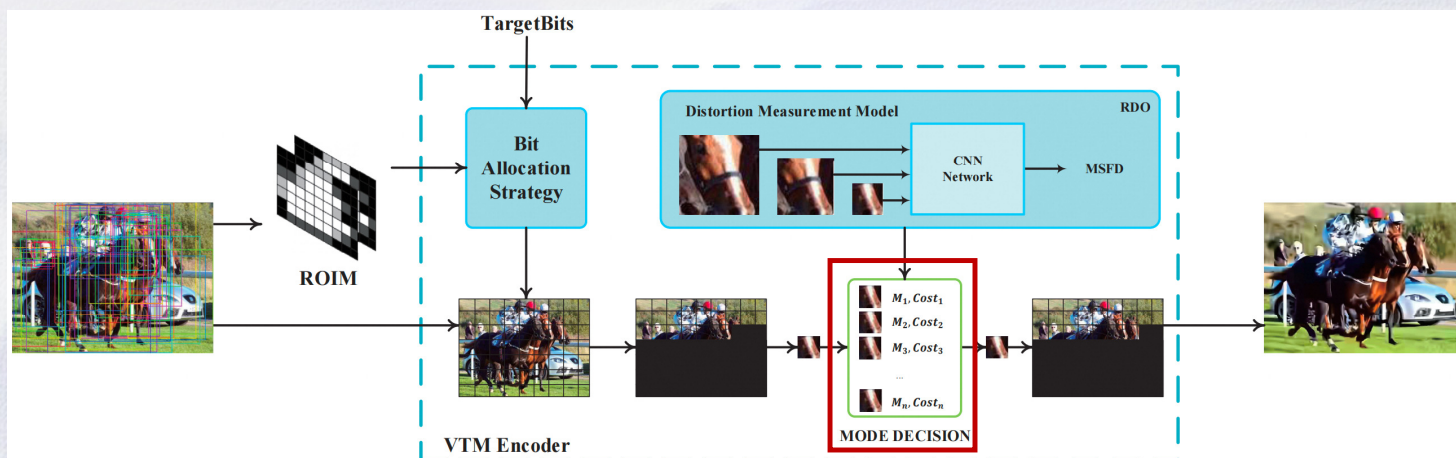 TargetBits
RDO
Distortion Measurement Model
Bit
Allocation
Strategy
CNN
Network
MSFD
ROIM
M₁, Cost₁
M₂, Cost₂
M₃, Cost₃
...
Mₙ, Costₙ
MODE DECISION
VTM Encoder